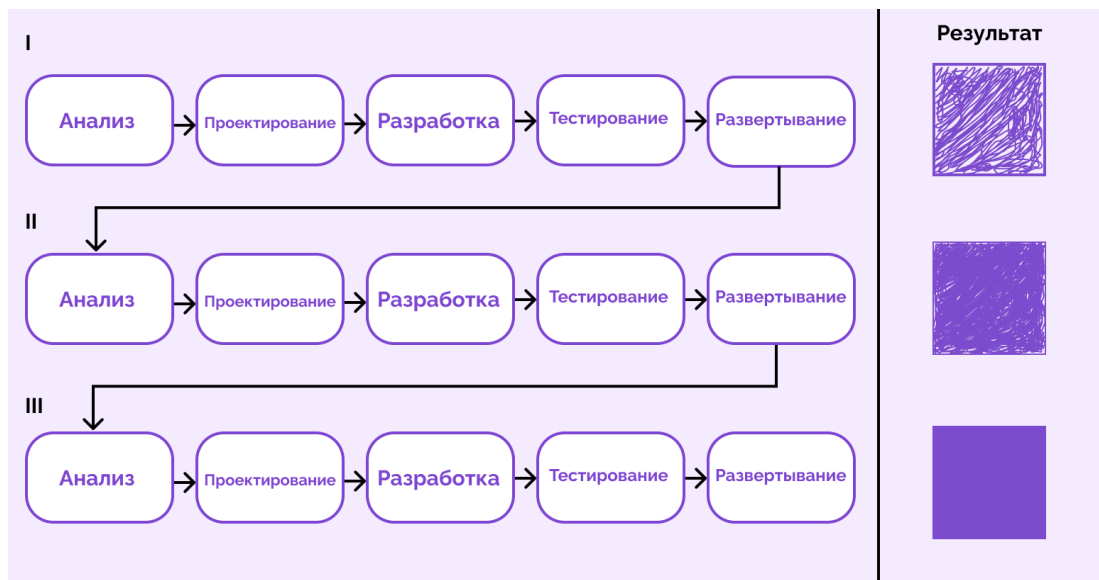 I
Результат
Анализ
Проектирование
Разработка
Тестирование
Развертывание
II
Анализ
Проектирование
Разработка
Тестирование
Развертывание
III
Анализ
Проектирование
Разработка
Тестирование
Развертывание